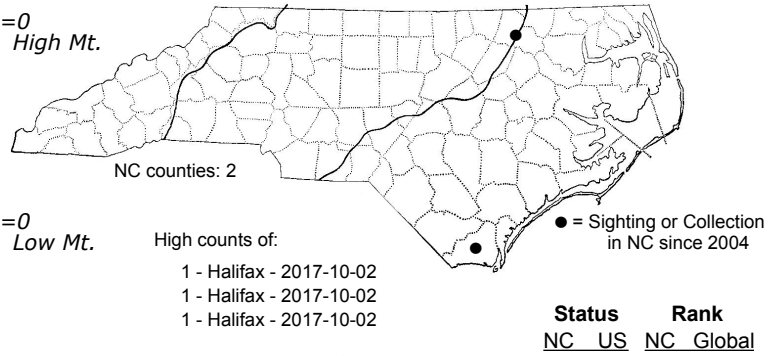 =0
High Mt.
NC counties: 2
=0
Low Mt.
High counts of:
1 - Halifax - 2017-10-02
1 - Halifax - 2017-10-02
1 - Halifax - 2017-10-02
● = Sighting or Collection
in NC since 2004
Status Rank
NC US NC Global